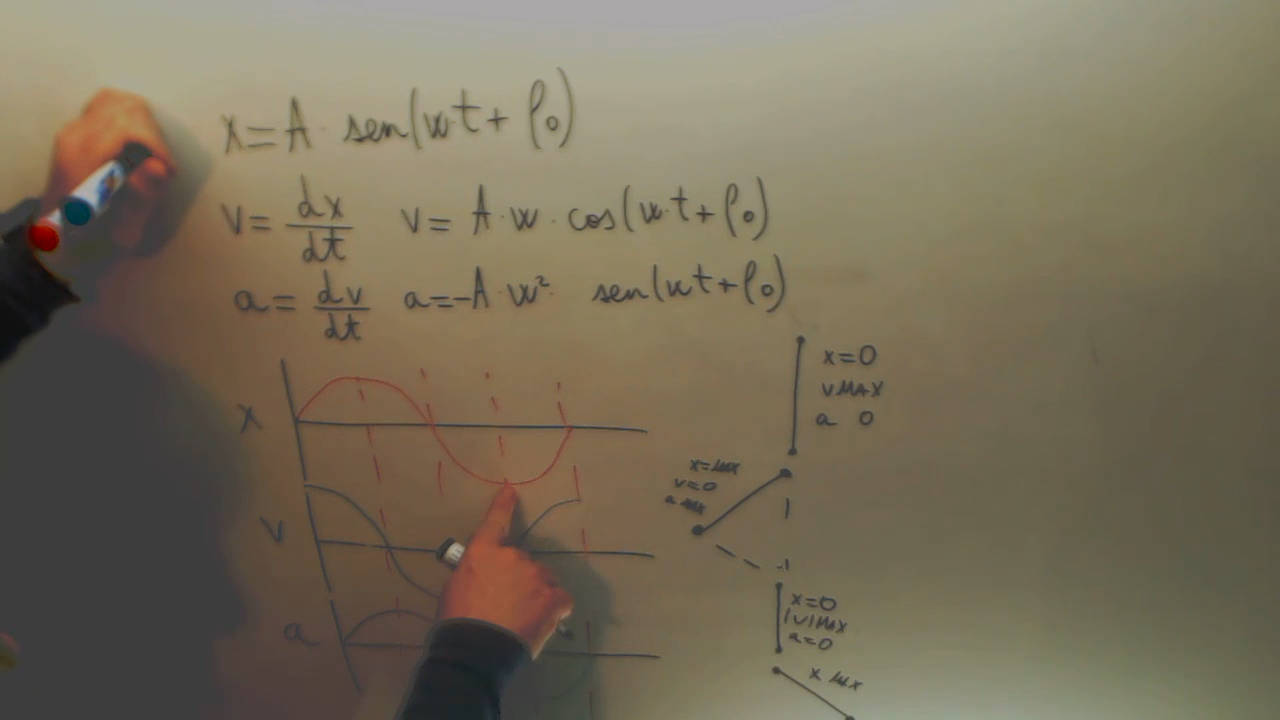 x = A · sen(w·t + φ₀)
v = dx/dt   v = A · w · cos(w·t + φ₀)
a = dv/dt   a = -A · w² · sen(wt + φ₀)
x
v
a
x=0
vMAX
a 0
x=MAX
v=0
a MAX
x=0
|v|MAX
a=0
x MAX